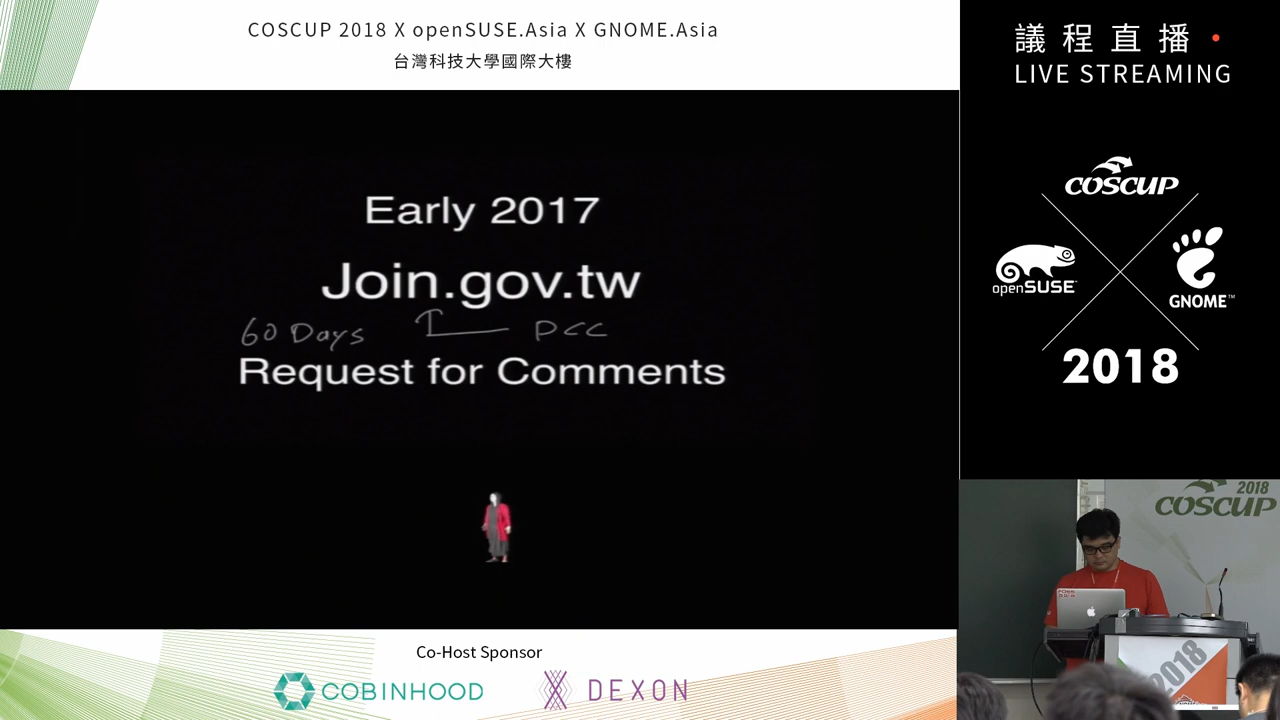 COSCUP 2018 X openSUSE.Asia X GNOME.Asia
台灣科技大學國際大樓
Early 2017
Join.gov.tw
60 Days PCC
Request for Comments
Co-Host Sponsor
COBINHOOD
DEXON
議程直播
LIVE STREAMING
COSCUP
openSUSE
GNOME™
2018
2018
COSCUP
2018